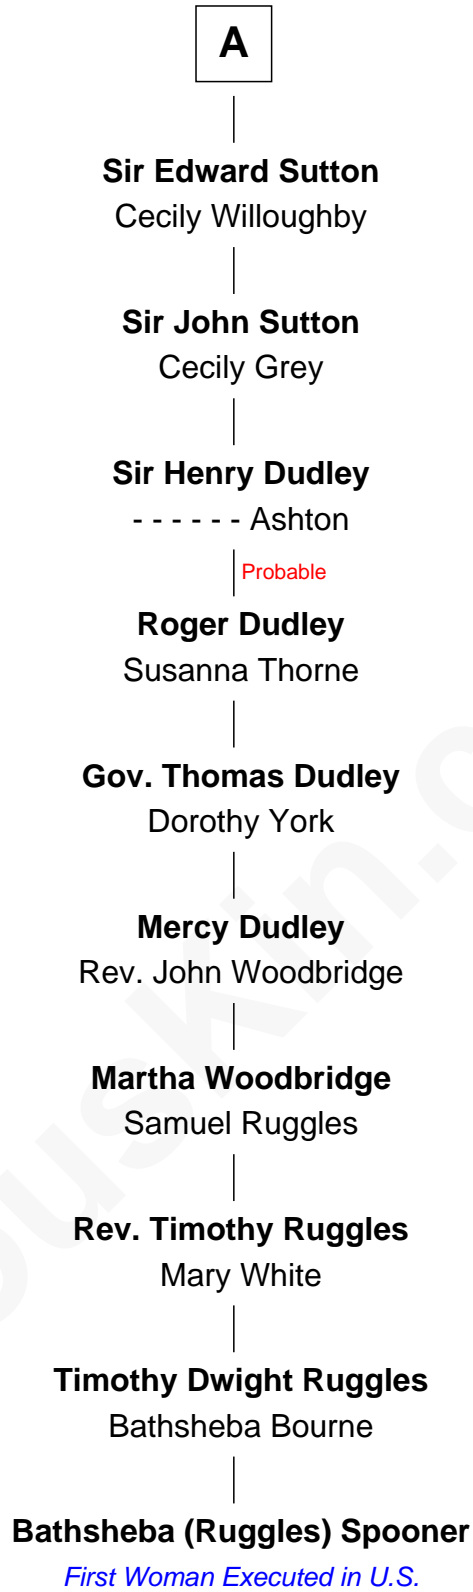 A
Sir Edward Sutton
Cecily Willoughby
Sir John Sutton
Cecily Grey
Sir Henry Dudley
- - - - - - Ashton
Probable
Roger Dudley
Susanna Thorne
Gov. Thomas Dudley
Dorothy York
Mercy Dudley
Rev. John Woodbridge
Martha Woodbridge
Samuel Ruggles
Rev. Timothy Ruggles
Mary White
Timothy Dwight Ruggles
Bathsheba Bourne
Bathsheba (Ruggles) Spooner
First Woman Executed in U.S.